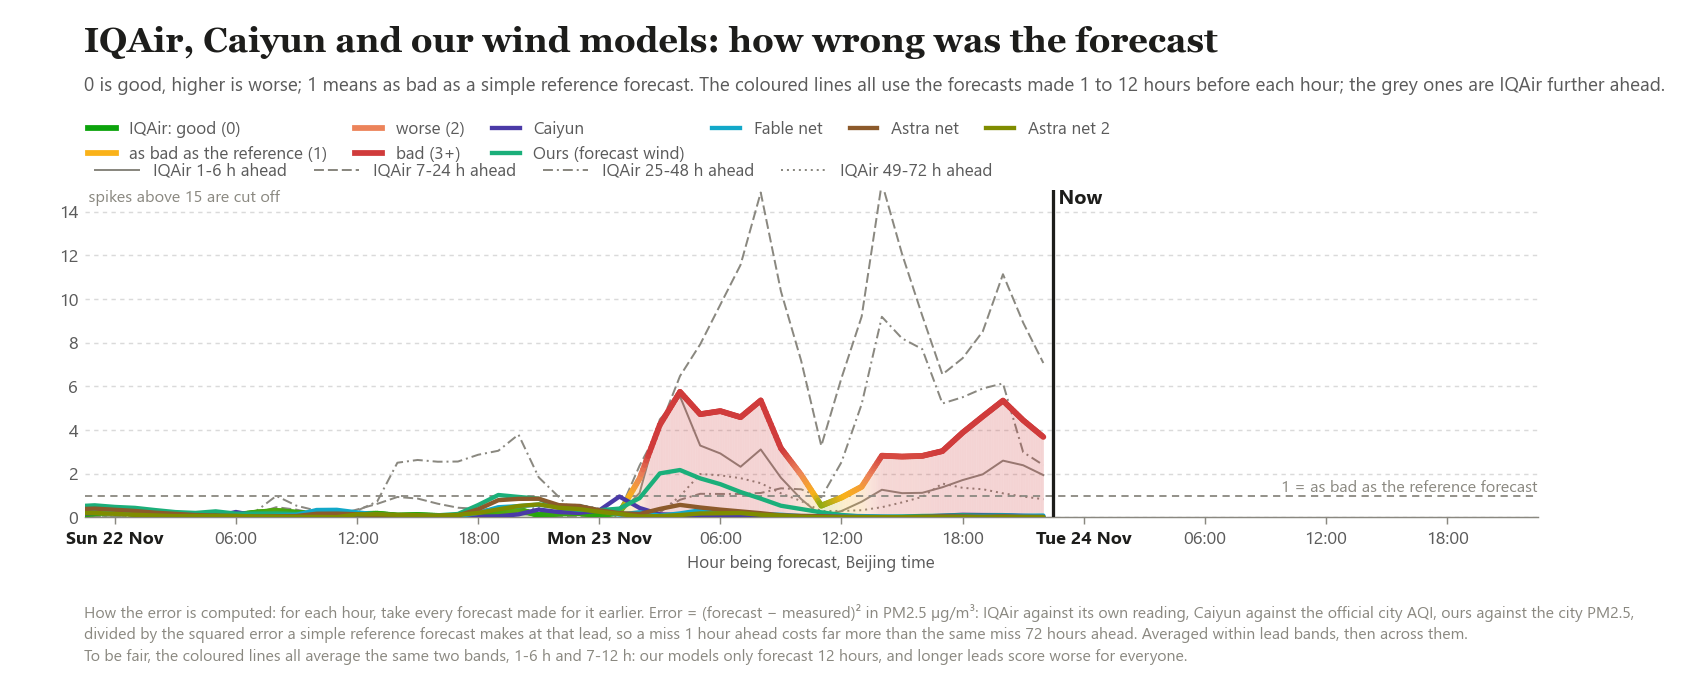 IQAir, Caiyun and our wind models: how wrong was the forecast
0 is good, higher is worse; 1 means as bad as a simple reference forecast. The coloured lines all use the forecasts made 1 to 12 hours before each hour; the grey ones are IQAir further ahead.
IQAir: good (0)
worse (2)
Caiyun
Fable net
Astra net
Astra net 2
as bad as the reference (1)
bad (3+)
Ours (forecast wind)
IQAir 1-6 h ahead
IQAir 7-24 h ahead
IQAir 25-48 h ahead
IQAir 49-72 h ahead
spikes above 15 are cut off
Now
14
12
10
8
6
4
2
0
1 = as bad as the reference forecast
Sun 22 Nov
06:00
12:00
18:00
Mon 23 Nov
06:00
12:00
18:00
Tue 24 Nov
06:00
12:00
18:00
Hour being forecast, Beijing time
How the error is computed: for each hour, take every forecast made for it earlier. Error = (forecast − measured)² in PM2.5 µg/m³: IQAir against its own reading, Caiyun against the official city AQI, ours against the city PM2.5,
divided by the squared error a simple reference forecast makes at that lead, so a miss 1 hour ahead costs far more than the same miss 72 hours ahead. Averaged within lead bands, then across them.
To be fair, the coloured lines all average the same two bands, 1-6 h and 7-12 h: our models only forecast 12 hours, and longer leads score worse for everyone.